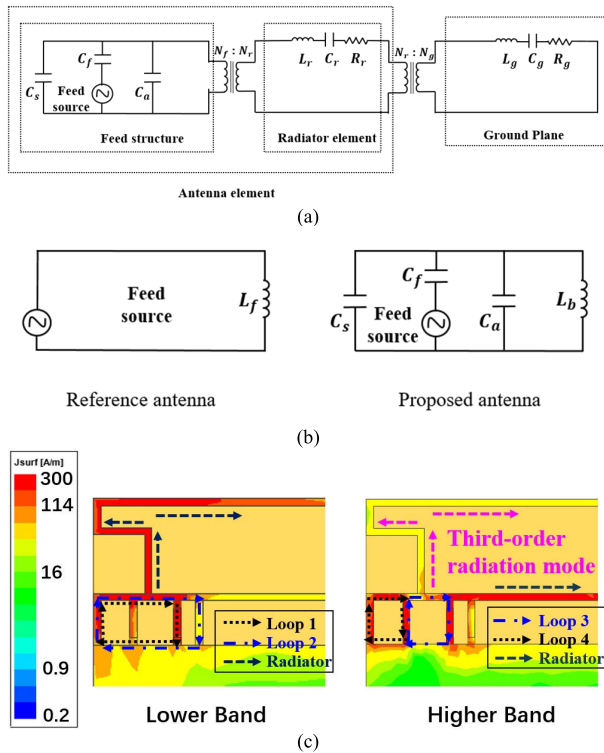 N_f : N_r
N_r : N_g
C_f
L_r C_r R_r
L_g C_g R_g
C_s
Feed source
C_a
Feed structure
Radiator element
Ground Plane
Antenna element
(a)
Feed source
L_f
C_f
C_s
Feed source
C_a
L_b
Reference antenna
Proposed antenna
(b)
Jsurf [A/m]
300
114
16
0.9
0.2
Loop 1
Loop 2
Radiator
Lower Band
Third-order
radiation mode
Loop 3
Loop 4
Radiator
Higher Band
(c)